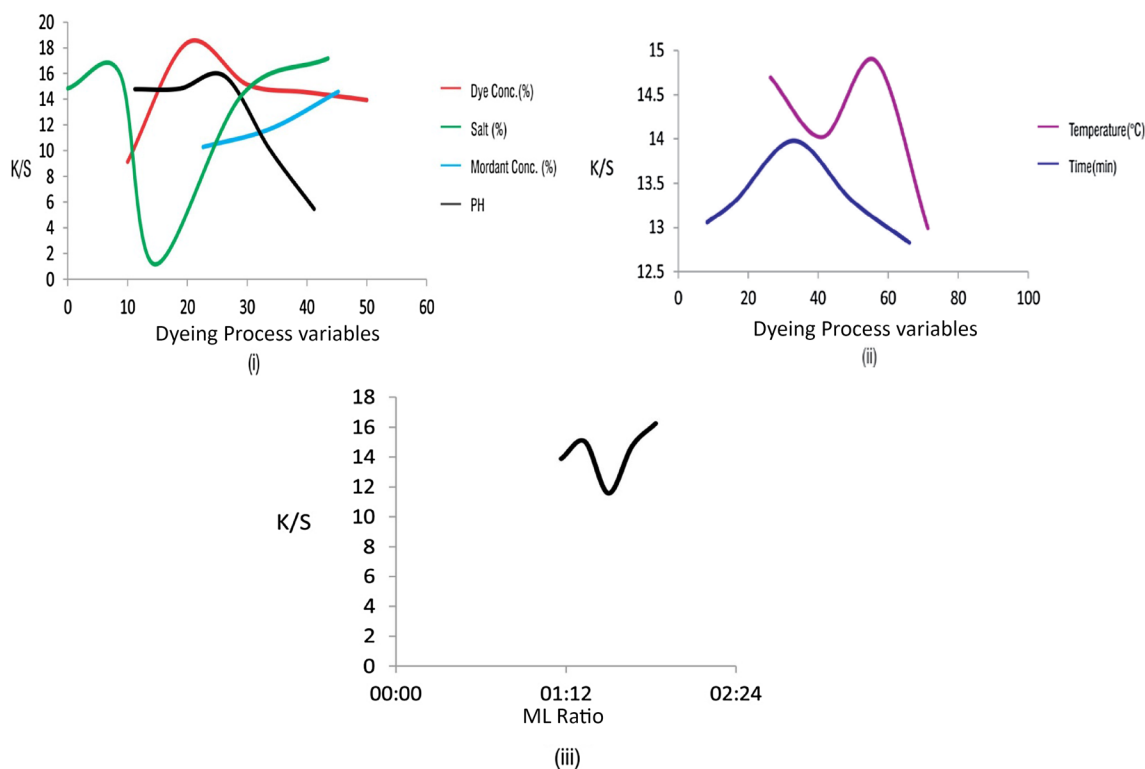 20
18
16
14
12
10
8
6
4
2
0
K/S
0 10 20 30 40 50 60
Dyeing Process variables
(i)
Dye Conc.(%)
Salt (%)
Mordant Conc. (%)
PH
15
14.5
14
13.5
13
12.5
K/S
0 20 40 60 80 100
Dyeing Process variables
(ii)
Temperature(°C)
Time(min)
18
16
14
12
10
8
6
4
2
0
K/S
00:00 01:12 02:24
ML Ratio
(iii)